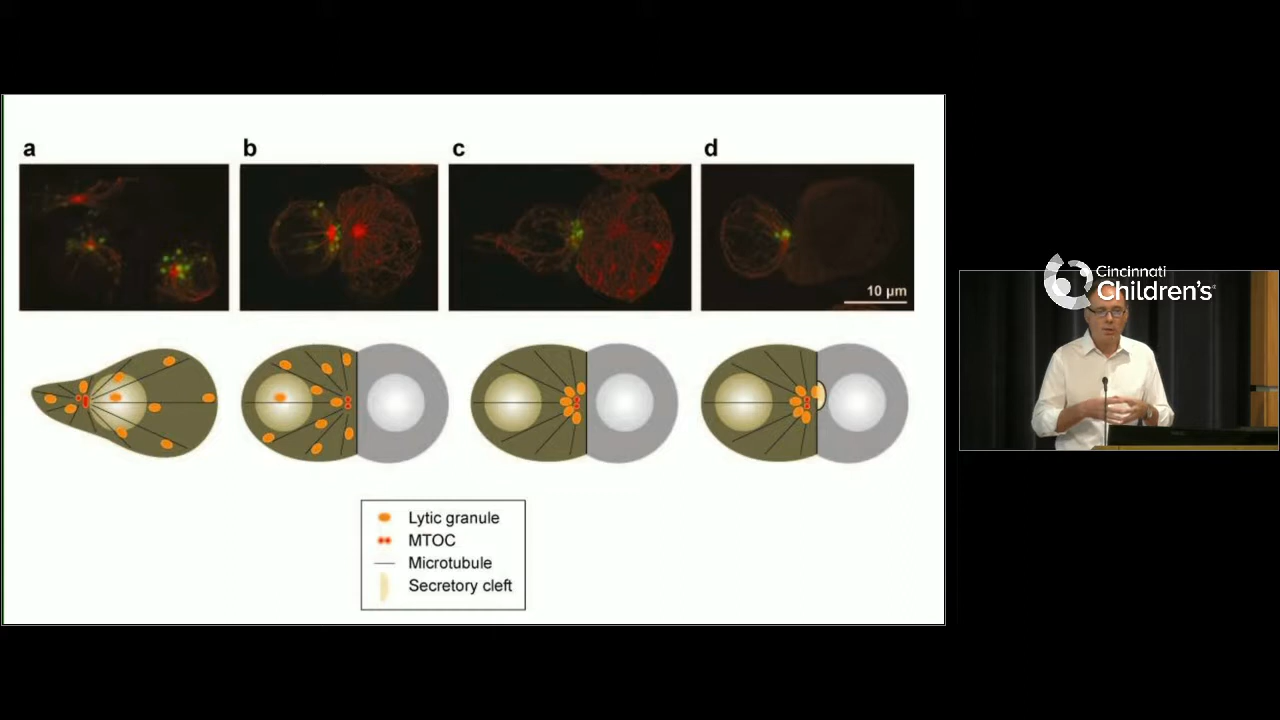 a
b
c
d
10 µm
Lytic granule
MTOC
Microtubule
Secretory cleft
Cincinnati
Children's